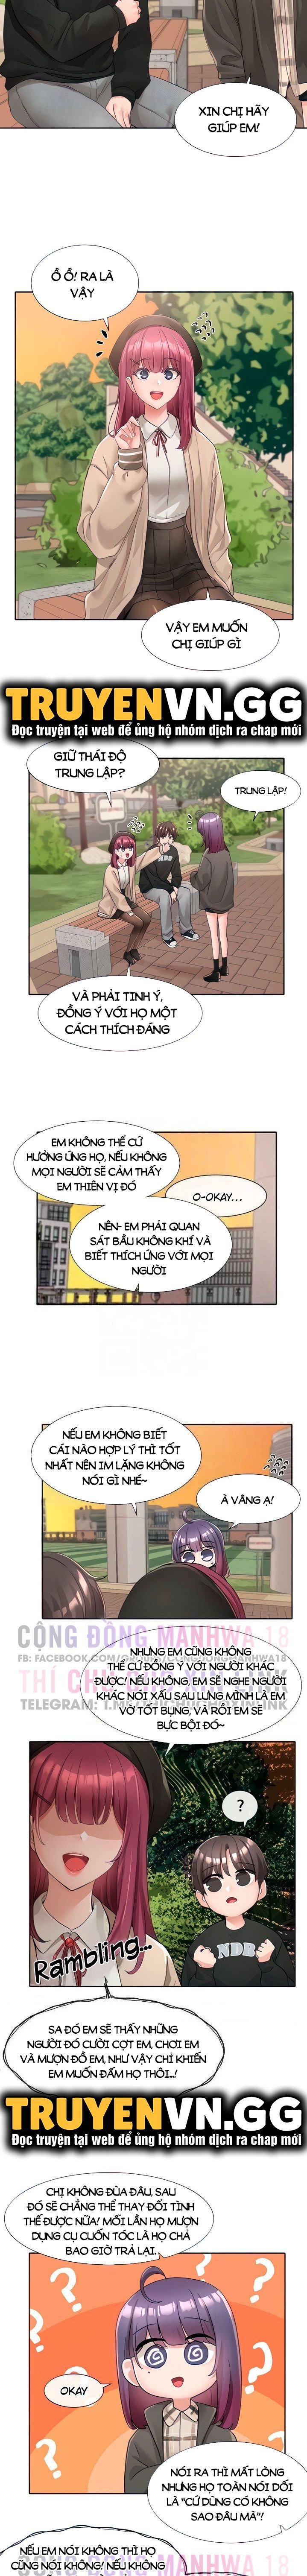 XIN CHỊ HÃY
GIÚP EM!
Ồ Ồ! RA LÀ
VẬY
VẬY EM MUỐN
CHỊ GIÚP GÌ
TRUYENVN.GG
Đọc truyện tại web để ủng hộ nhóm dịch ra chap mới
GIỮ THÁI ĐỘ
TRUNG LẬP?
TRUNG LẬP!
VÀ PHẢI TINH Ý,
ĐỒNG Ý VỚI HỌ MỘT
CÁCH THÍCH ĐÁNG
EM KHÔNG THỂ CỨ
HƯỞNG ỨNG HỌ, NẾU KHÔNG
MỌI NGƯỜI SẼ CẢM THẤY
EM THIÊN VỊ ĐÓ
O-OKAY...
NÊN- EM PHẢI QUAN
SÁT BẦU KHÔNG KHÍ VÀ
BIẾT THÍCH ỨNG VỚI MỌI
NGƯỜI
NẾU EM KHÔNG BIẾT
CÁI NÀO HỢP LÝ THÌ TỐT
NHẤT NÊN IM LẶNG KHÔNG
NÓI GÌ NHÉ~
À VÂNG Ạ!
CỘNG ĐỒNG MANHWA 18
NHƯNG EM CŨNG KHÔNG
THỂ CỨ ĐỒNG Ý VỚI NGƯỜI KHÁC
ĐƯỢC! NẾU KHÔNG, EM SẼ NGHE NGƯỜI
KHÁC NÓI XẤU SAU LƯNG MÌNH LÀ EM
VỜ TỐT BỤNG, VÀ RỒI EM SẼ
BỰC BỘI ĐÓ~
?
NDR
Rambling...
SA ĐÓ EM SẼ THẤY NHỮNG
NGƯỜI ĐÓ CƯỜI CỢT EM, CHƠI EM
VÀ MƯỢN ĐỒ EM, NHƯ VẬY CHỈ KHIẾN
EM MUỐN ĐẤM HỌ THÔI...!
TRUYENVN.GG
Đọc truyện tại web để ủng hộ nhóm dịch ra chap mới
CHỊ KHÔNG ĐÙA ĐÂU, SAU
ĐÓ SẼ CHẲNG THỂ THAY ĐỔI TÌNH
THẾ ĐƯỢC NỮA! MỖI LẦN HỌ MƯỢN
DỤNG CỤ CUỐN TÓC LÀ HỌ CHẢ
BAO GIỜ TRẢ LẠI,
OKAY
NÓI RA THÌ MẤT LÒNG
NHƯNG HỌ TOÀN NÓI DỐI
LÀ "CỨ DÙNG CÓ KHÔNG
SAO ĐÂU MÀ"!
NẾU EM NÓI KHÔNG THÌ HỌ
CŨNG NÓI KHÔNG! NẾU KHÔNG